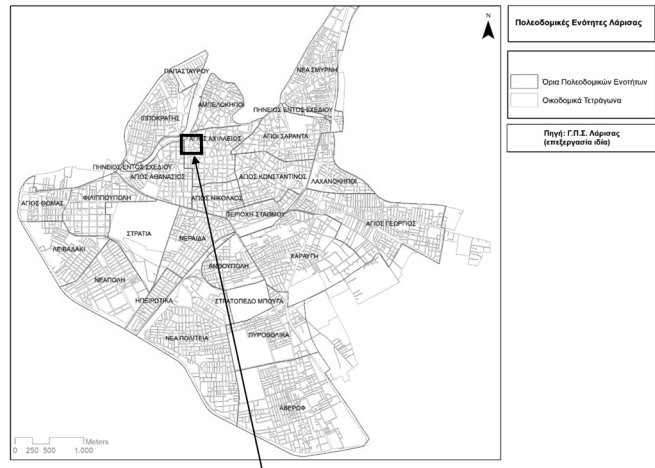 N
Πολεοδομικές Ενότητες Λάρισας
Όρια Πολεοδομικών Ενοτήτων
Οικοδομικά Τετράγωνα
Πηγή: Γ.Π.Σ. Λάρισας
(επεξεργασία ιδία)
ΠΑΠΑΣΤΑΥΡΟΥ
ΝΕΑ ΣΜΥΡΝΗ
ΑΜΠΕΛΟΚΗΠΟΙ
ΠΗΝΕΙΟΣ ΕΝΤΟΣ ΣΧΕΔΙΟΥ
ΙΠΠΟΚΡΑΤΗΣ
ΑΓΙΟΣ ΑΧΙΛΛΕΙΟΣ
ΑΓΙΟΙ ΣΑΡΑΝΤΑ
ΠΗΝΕΙΟΣ ΕΝΤΟΣ ΣΧΕΔΙΟΥ
ΑΓΙΟΣ ΑΘΑΝΑΣΙΟΣ
ΑΓΙΟΣ ΚΩΝΣΤΑΝΤΙΝΟΣ
ΛΑΧΑΝΟΚΗΠΟΙ
ΑΓΙΟΣ ΘΩΜΑΣ
ΦΙΛΙΠΠΟΥΠΟΛΗ
ΑΓΙΟΣ ΝΙΚΟΛΑΟΣ
ΠΕΡΙΟΧΗ ΣΤΑΘΜΟΥ
ΑΓΙΟΣ ΓΕΩΡΓΙΟΣ
ΣΤΡΑΤΙΑ
ΝΕΡΑΙΔΑ
ΛΕΙΒΑΔΑΚΙ
ΧΑΡΑΥΓΗ
ΑΝΘΟΥΠΟΛΗ
ΝΕΑΠΟΛΗ
ΗΠΕΙΡΩΤΙΚΑ
ΣΤΡΑΤΟΠΕΔΟ ΜΠΟΥΓΑ
ΝΕΑ ΠΟΛΙΤΕΙΑ
ΠΥΡΟΒΟΛΙΚΑ
ΑΒΕΡΩΦ
Meters
0 250 500 1.000